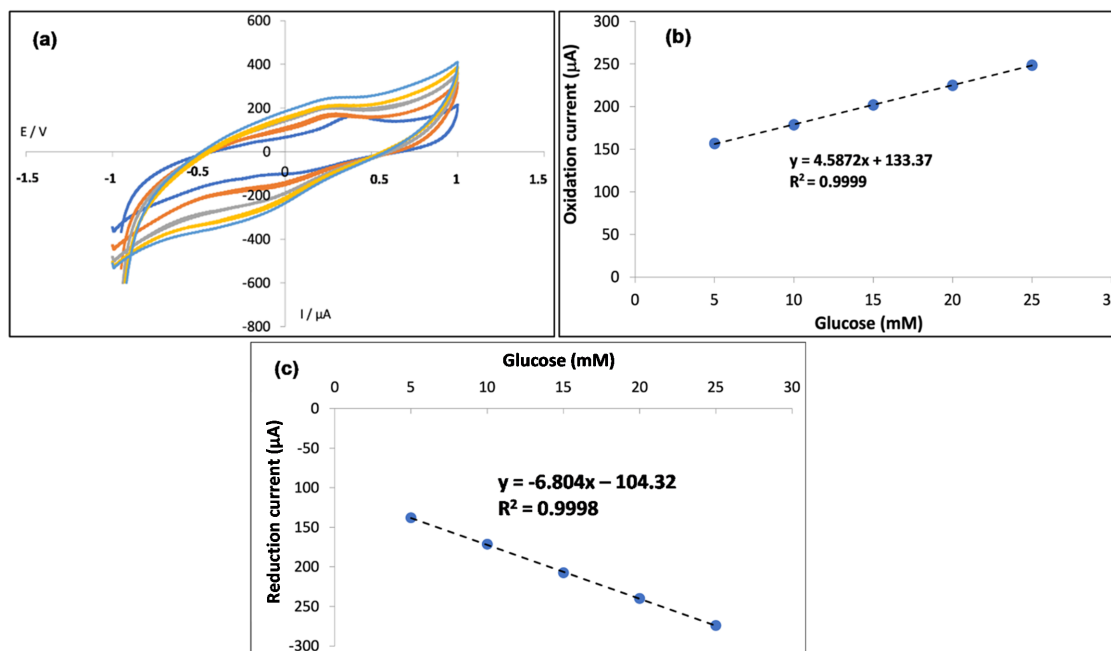 (a)
600
400
200
0
-200
-400
-600
-800
E / V
-1.5
-1
-0.5
0
0.5
1
1.5
I / µA
(b)
Oxidation current (µA)
300
250
200
150
100
50
0
y = 4.5872x + 133.37
R² = 0.9999
0 5 10 15 20 25 30
Glucose (mM)
(c)
Glucose (mM)
0 5 10 15 20 25 30
Reduction current (µA)
0
-50
100
150
200
250
-300
y = -6.804x – 104.32
R² = 0.9998